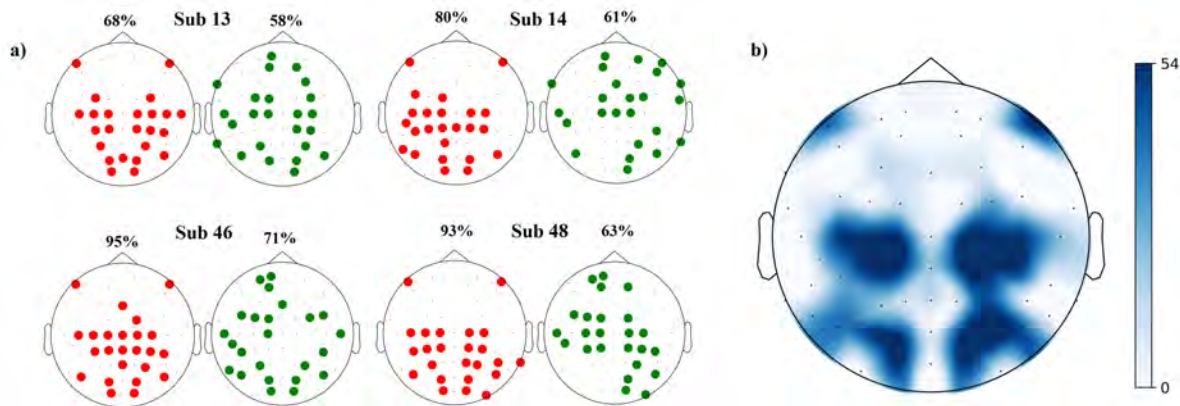 a)
68% Sub 13 58%
80% Sub 14 61%
95% Sub 46 71%
93% Sub 48 63%
b)
54
0